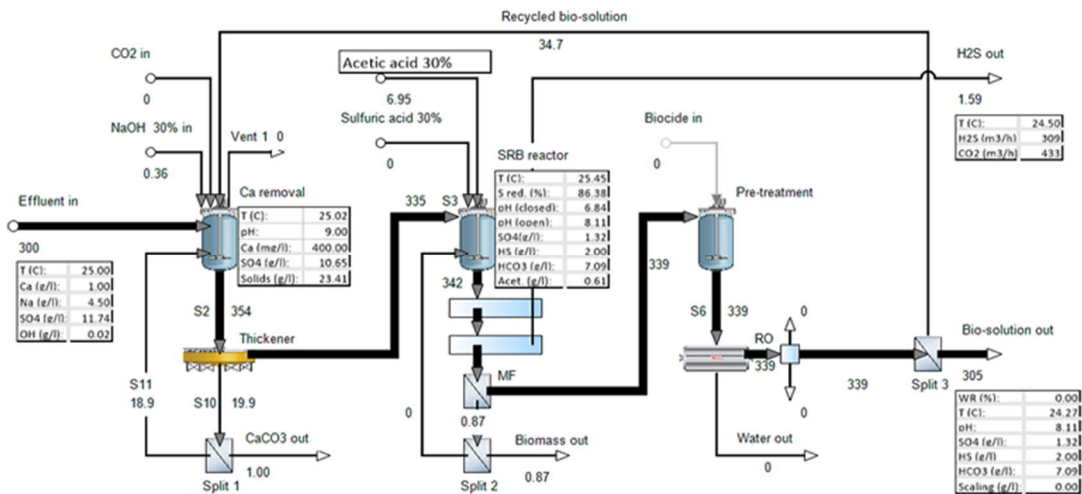 Recycled bio-solution
34.7
CO2 in
0
NaOH 30% in
0.36
Vent 1 0
Acetic acid 30%
6.95
Sulfuric acid 30%
0
H2S out
1.59
T (C): 24.50
H2S (m3/h) 309
CO2 (m3/h) 433
Biocide in
0
Pre-treatment
Effluent in
300
T (C): 25.00
Ca (g/l): 1.00
Na (g/l): 4.50
SO4 (g/l): 11.74
OH (g/l): 0.02
Ca removal
T (C): 25.02
pH: 9.00
Ca (mg/l): 400.00
SO4 (g/l): 10.65
Solids (g/l): 23.41
335
S3
SRB reactor
T (C): 25.45
S red. (%): 86.38
pH (closed): 6.84
pH (open): 8.11
SO4(g/l): 1.32
HS (g/l): 2.00
HCO3 (g/l): 7.09
Acet. (g/l): 0.61
342
339
S2 354
Thickener
S11
18.9
S10 19.9
CaCO3 out
1.00
Split 1
MF
0.87
0
Biomass out
0.87
Split 2
S6 339
RO
339
0
0
339
Water out
0
Split 3
Bio-solution out
305
WR (%): 0.00
T (C): 24.27
pH: 8.11
SO4 (g/l): 1.32
HS (g/l) 2.00
HCO3 (g/l): 7.09
Scaling (g/l): 0.00